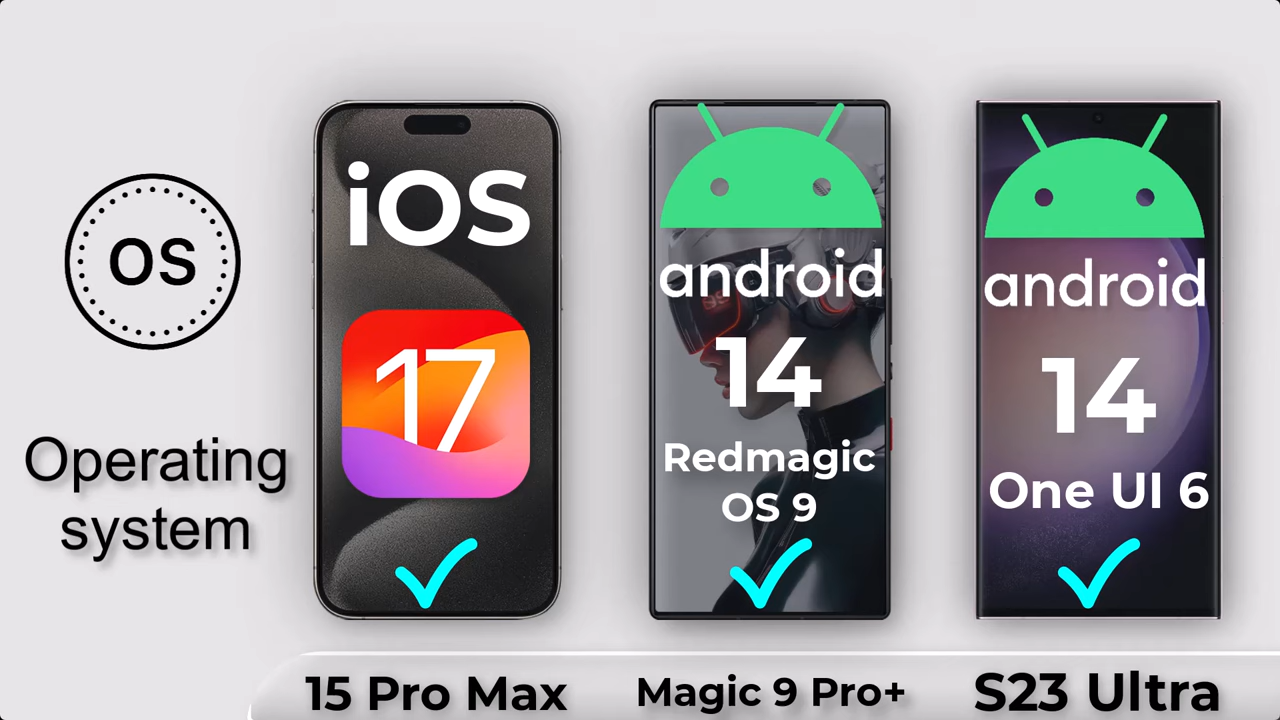 OS
Operating
system
iOS
17
15 Pro Max
android
14
Redmagic
OS 9
Magic 9 Pro+
android
14
One UI 6
S23 Ultra